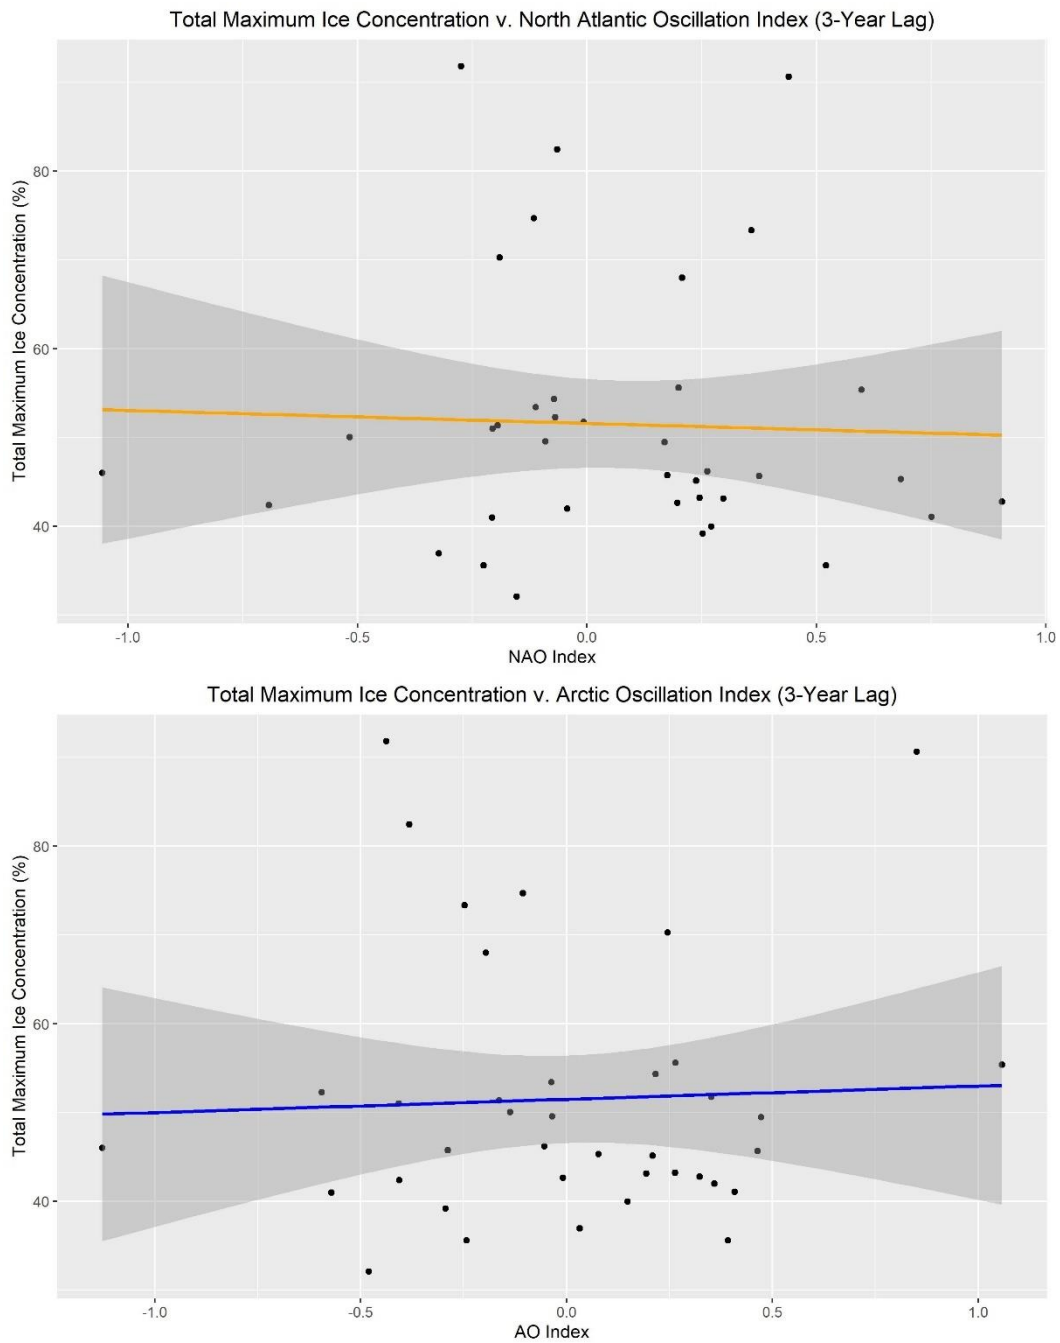 Total Maximum Ice Concentration v. North Atlantic Oscillation Index (3-Year Lag)
Total Maximum Ice Concentration (%)
80
60
40
-1.0
-0.5
0.0
0.5
1.0
NAO Index
Total Maximum Ice Concentration v. Arctic Oscillation Index (3-Year Lag)
Total Maximum Ice Concentration (%)
80
60
40
-1.0
-0.5
0.0
0.5
1.0
AO Index